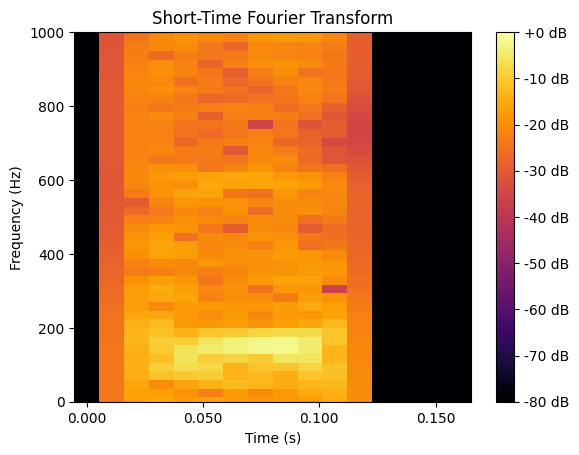 Short-Time Fourier Transform
1000
800
600
400
200
0
Frequency (Hz)
0.000
0.050
0.100
0.150
Time (s)
+0 dB
-10 dB
-20 dB
-30 dB
-40 dB
-50 dB
-60 dB
-70 dB
-80 dB